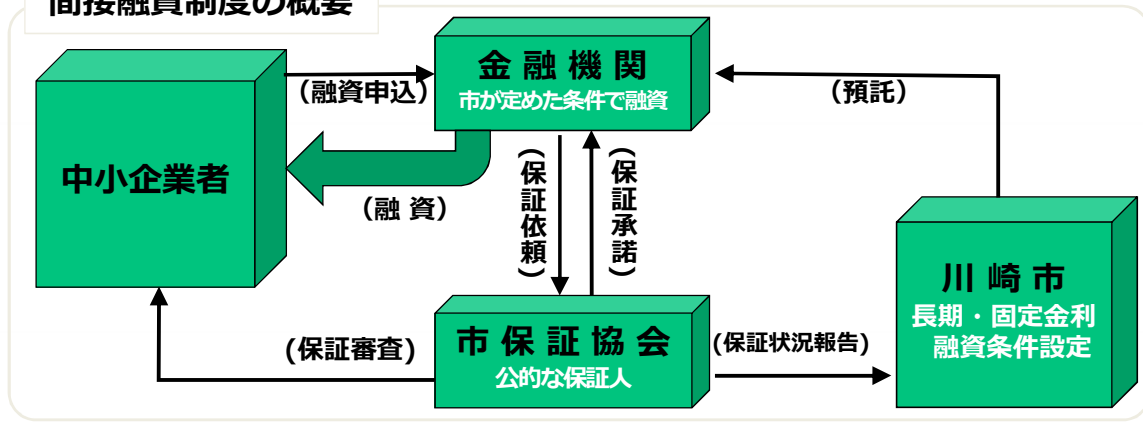 間接融資制度の概要
金融機関
市が定めた条件で融資
(融資申込)
(預託)
中小企業者
(融 資)
(保証依頼)
(保証承諾)
川崎市
長期・固定金利
融資条件設定
市保証協会
公的な保証人
(保証審査)
(保証状況報告)